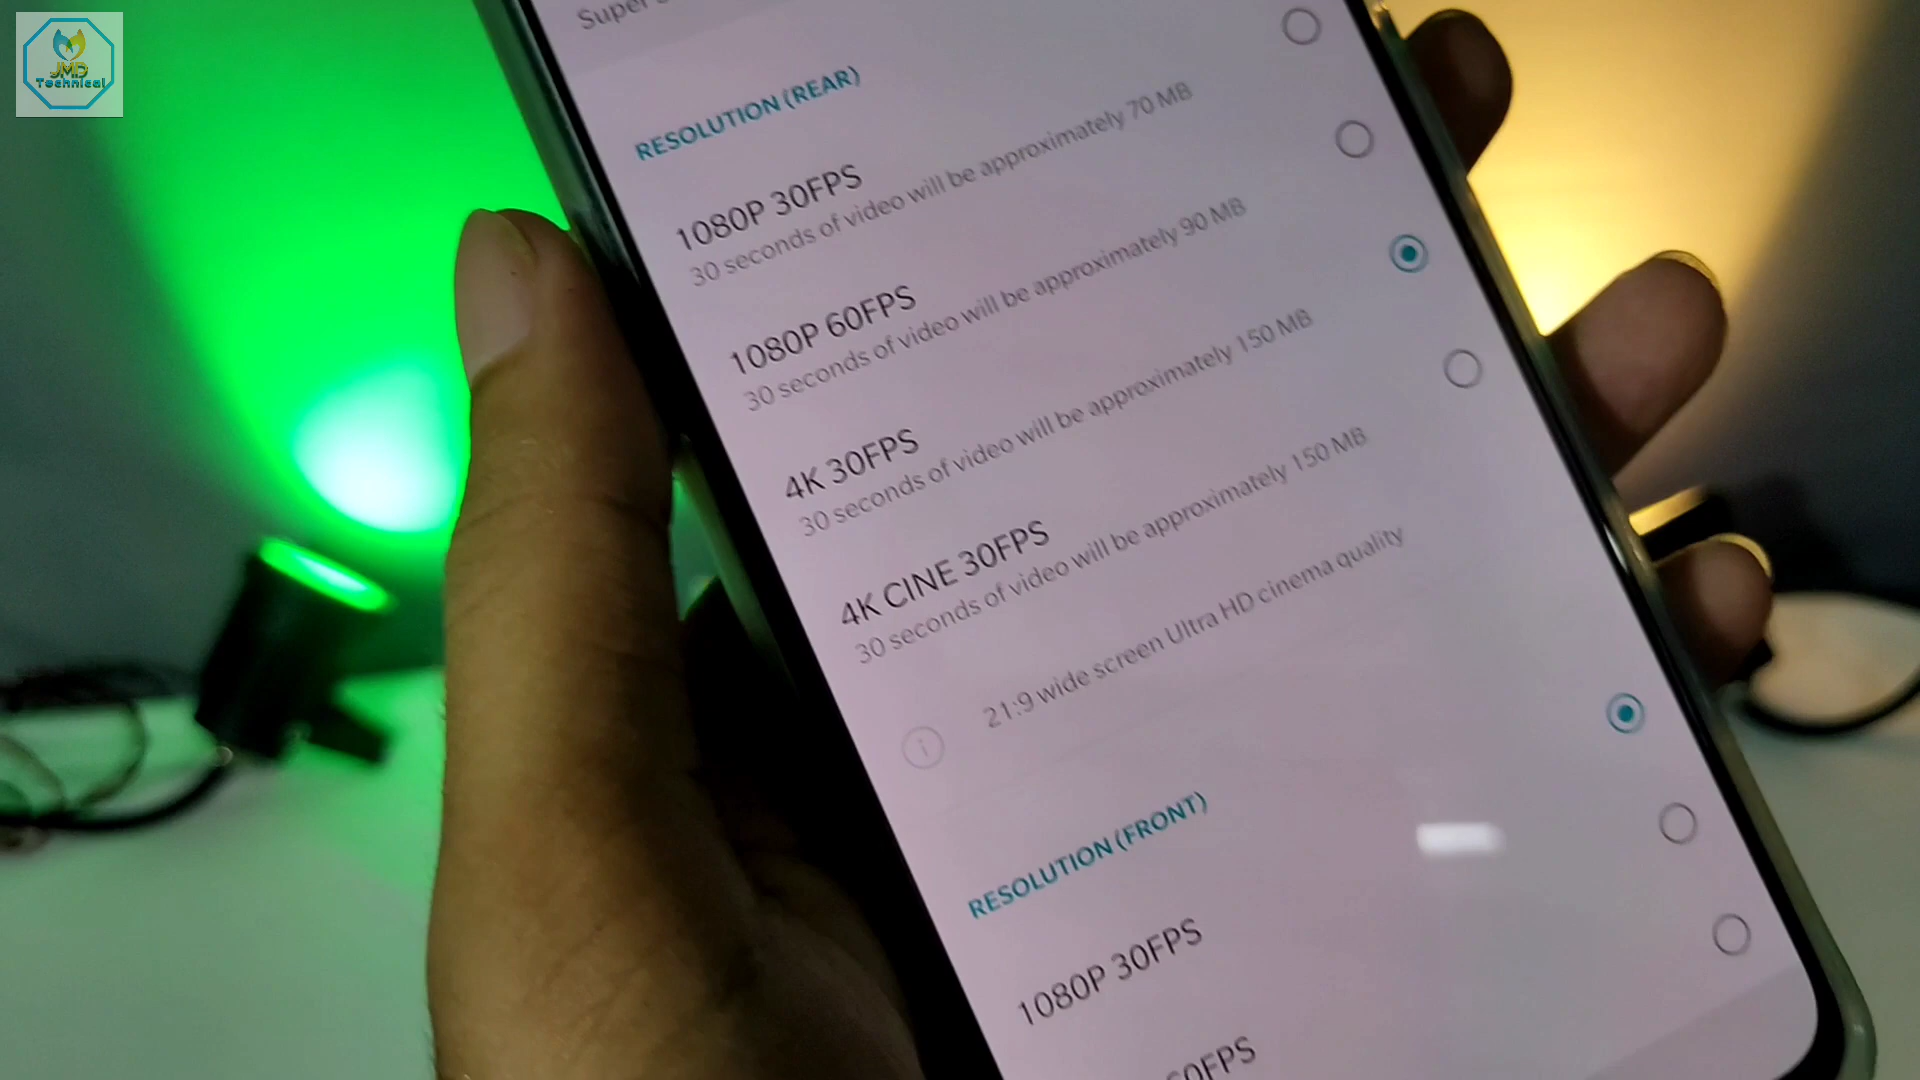 JMD
Technical
Super
RESOLUTION (REAR)
1080P 30FPS
30 seconds of video will be approximately 70 MB
1080P 60FPS
30 seconds of video will be approximately 90 MB
4K 30FPS
30 seconds of video will be approximately 150 MB
4K CINE 30FPS
30 seconds of video will be approximately 150 MB
21:9 wide screen Ultra HD cinema quality
RESOLUTION (FRONT)
1080P 30FPS
60FPS